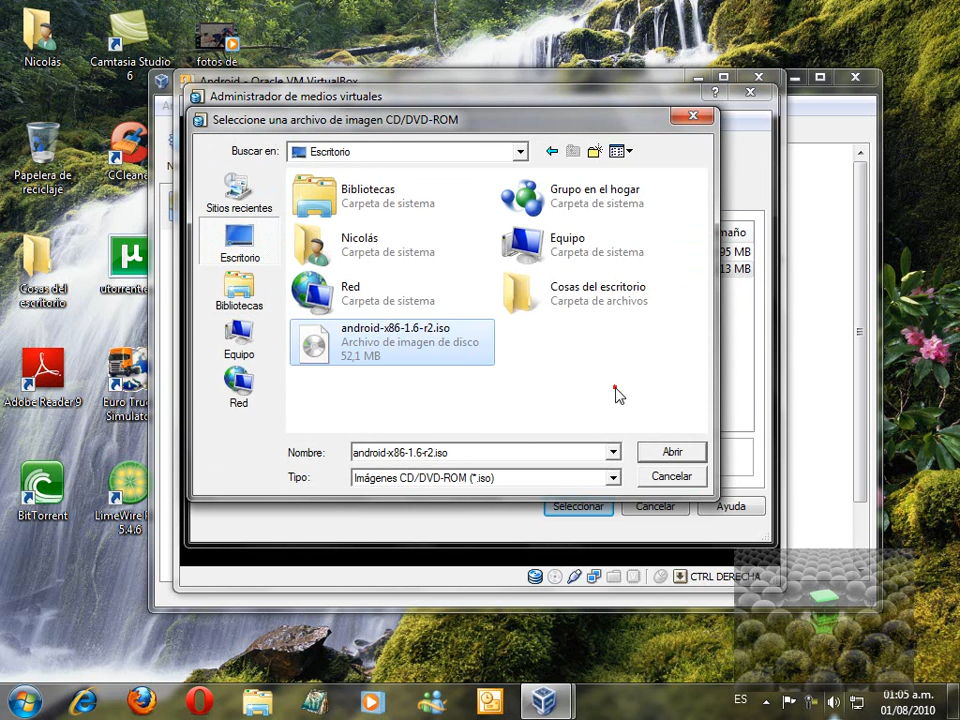 Nicolás
Camtasia Studio
6
fotos de
Papelera de
reciclaje
CCleane
Cosas del
escritorio
utorrent.e
Adobe Reader 9
Euro Tru
Simulato
BitTorrent
LimeWire
5.4.6
Android - Oracle VM VirtualBox
Administrador de medios virtuales
Seleccione una archivo de imagen CD/DVD-ROM
Buscar en:
Escritorio
Sitios recientes
Escritorio
Bibliotecas
Equipo
Red
Bibliotecas
Carpeta de sistema
Grupo en el hogar
Carpeta de sistema
Nicolás
Carpeta de sistema
Equipo
Carpeta de sistema
Red
Carpeta de sistema
Cosas del escritorio
Carpeta de archivos
android-x86-1.6-r2.iso
Archivo de imagen de disco
52,1 MB
Nombre:
android-x86-1.6-r2.iso
Abrir
Tipo:
Imágenes CD/DVD-ROM (*.iso)
Cancelar
maño
95 MB
13 MB
Seleccionar
Cancelar
Ayuda
CTRL DERECHA
ES
01:05 a.m.
01/08/2010